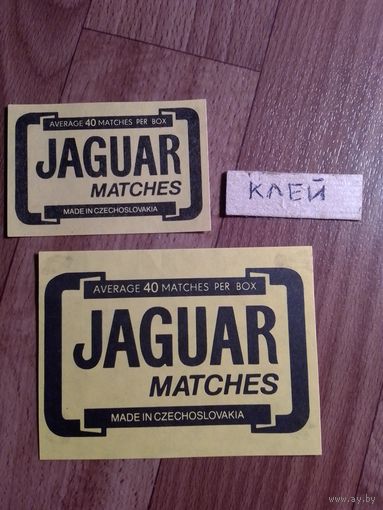 AVERAGE 40 MATCHES PER BOX
JAGUAR
MATCHES
MADE IN CZECHOSLOVAKIA
КЛЕЙ
AVERAGE 40 MATCHES PER BOX
JAGUAR
MATCHES
MADE IN CZECHOSLOVAKIA
ay.by